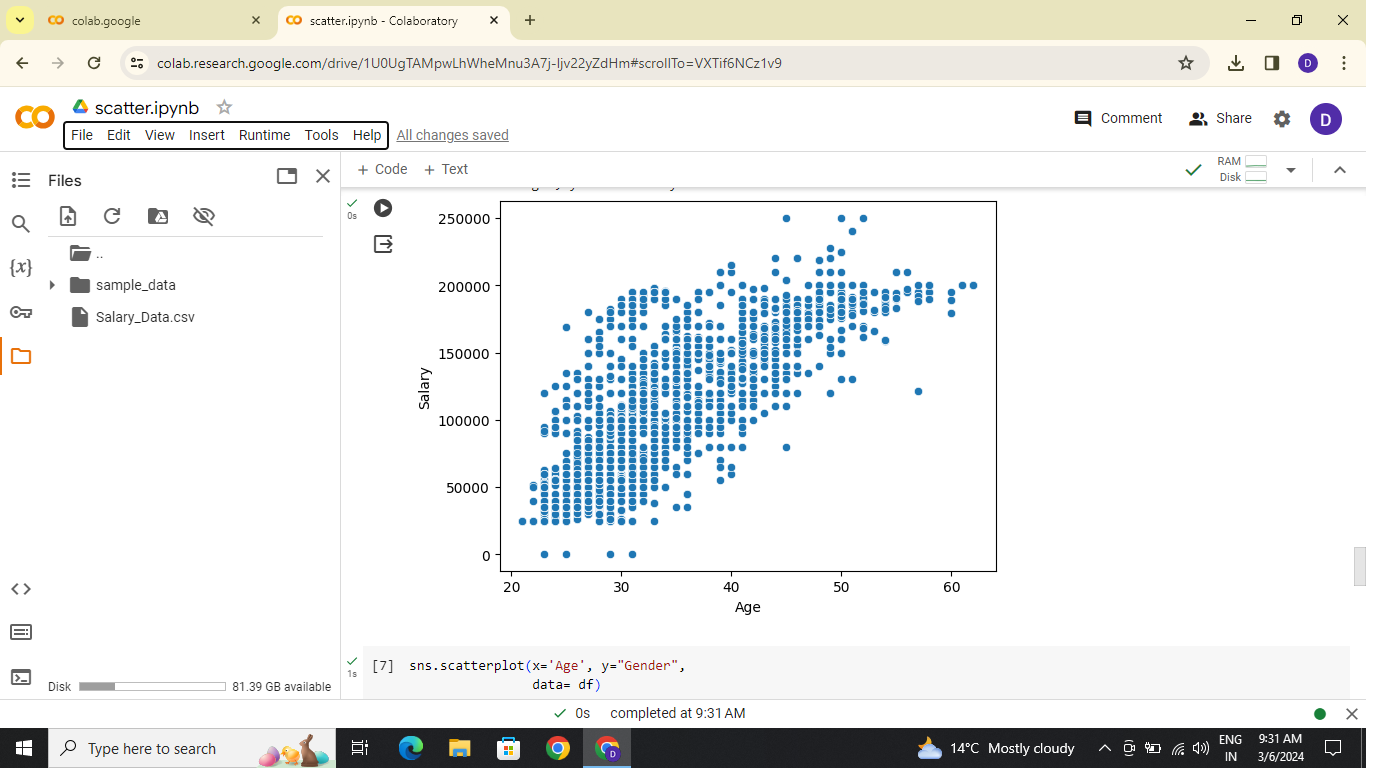 colab.google
scatter.ipynb - Colaboratory
colab.research.google.com/drive/1U0UgTAMpwLhWheMnu3A7j-Ijv22yZdHm#scrollTo=VXTif6NCz1v9
D
scatter.ipynb
File Edit View Insert Runtime Tools Help All changes saved
Comment
Share
D
Files
+ Code + Text
RAM
Disk
..
sample_data
Salary_Data.csv
{x}
0s
250000
200000
150000
100000
50000
0
Salary
20 30 40 50 60
Age
1s
[7] sns.scatterplot(x='Age', y="Gender",
data= df)
Disk 81.39 GB available
0s completed at 9:31 AM
Type here to search
D
14°C Mostly cloudy
ENG
IN
9:31 AM
3/6/2024